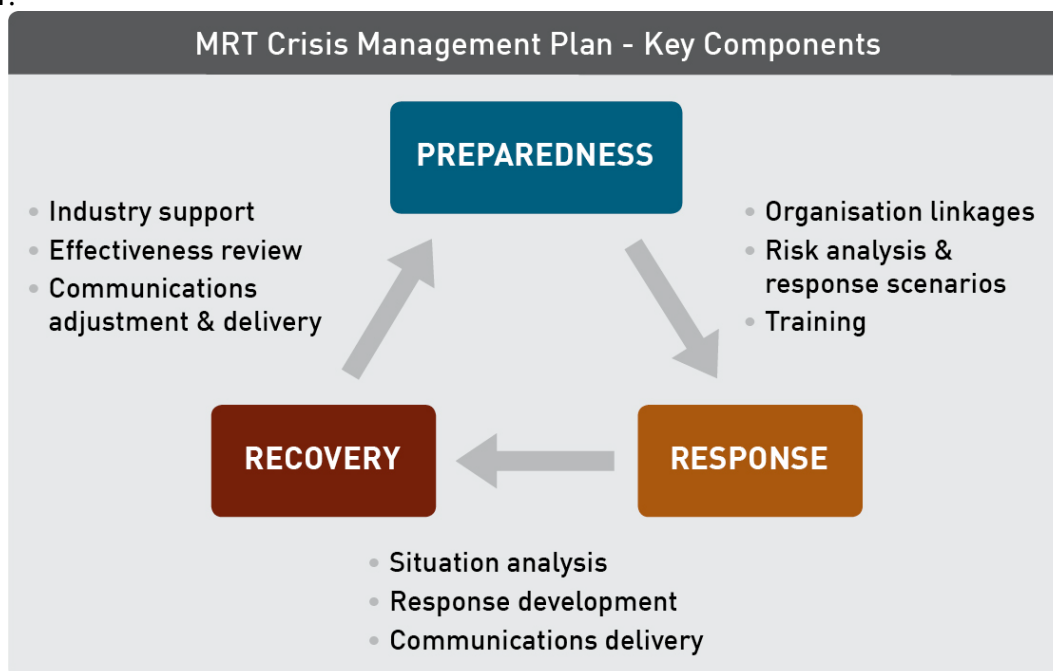 MRT Crisis Management Plan - Key Components
PREPAREDNESS
• Industry support
• Effectiveness review
• Communications
adjustment & delivery
• Organisation linkages
• Risk analysis &
response scenarios
• Training
RECOVERY
RESPONSE
• Situation analysis
• Response development
• Communications delivery